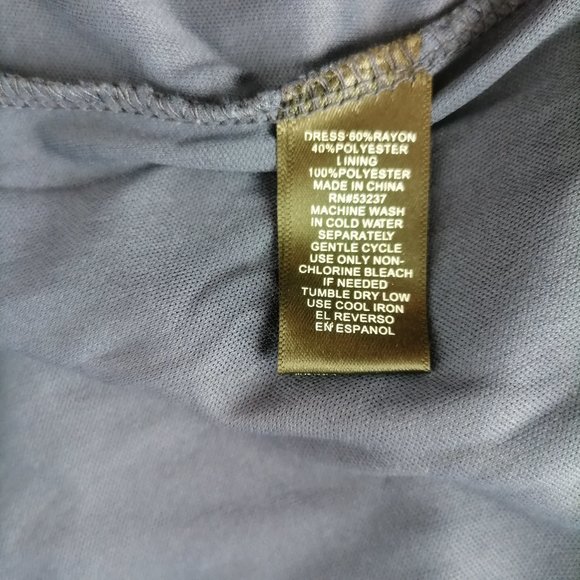 DRESS 60%RAYON
40%POLYESTER
LINING
100%POLYESTER
MADE IN CHINA
RN#53237
MACHINE WASH
IN COLD WATER
SEPARATELY
GENTLE CYCLE
USE ONLY NON-
CHLORINE BLEACH
IF NEEDED
TUMBLE DRY LOW
USE COOL IRON
EL REVERSO
EN ESPANOL